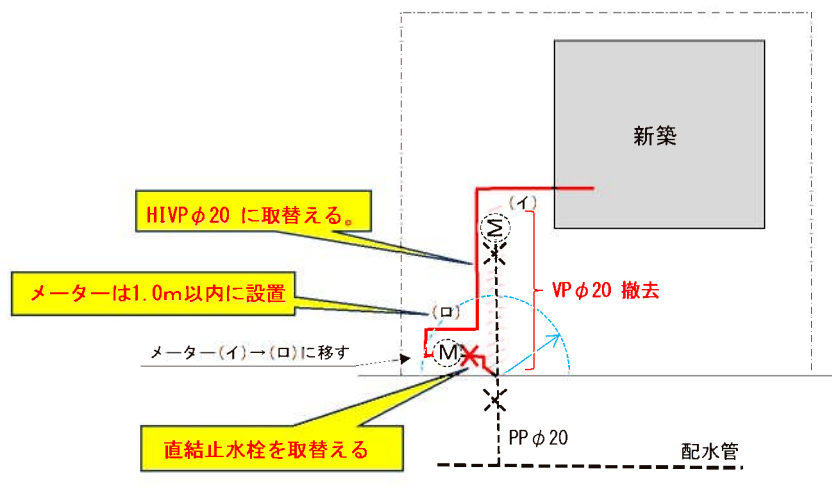 新築
(イ)
HIVPφ20 に取替える。
M
メーターは1.0m以内に設置
VPφ20 撤去
(ロ)
メーター(イ)→(ロ)に移す
M
直結止水栓を取替える
PPφ20
配水管